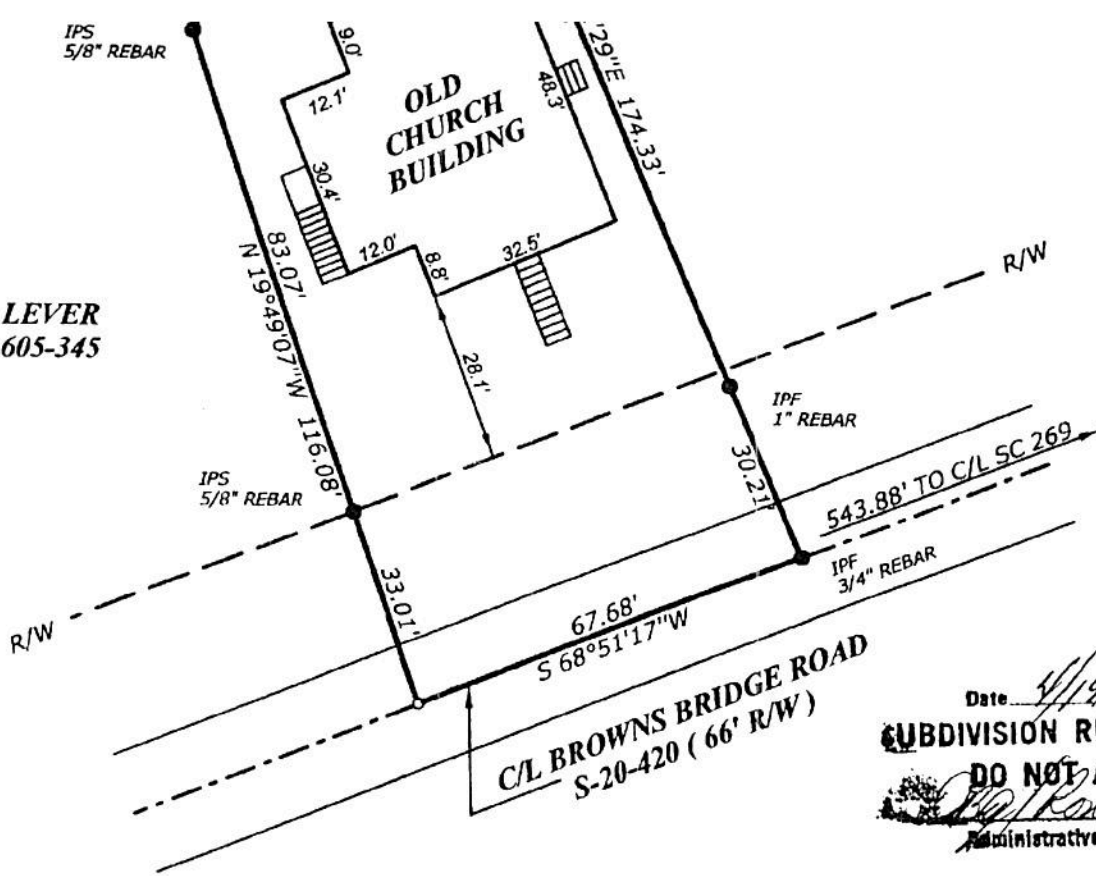 IPS
5/8" REBAR
9.0'
12.1'
OLD
CHURCH
BUILDING
48.3'
'29"E 174.33'
30.4'
83.07'
N 19°49'07"W 116.08'
12.0'
8.8'
32.5'
R/W
LEVER
605-345
28.1'
IPF
1" REBAR
IPS
5/8" REBAR
30.21'
543.88' TO C/L SC 269
IPF
3/4" REBAR
33.01'
67.68'
S 68°51'17"W
R/W
C/L BROWNS BRIDGE ROAD
S-20-420 ( 66' R/W )
Date
SUBDIVISION
DO NOT
Administrative